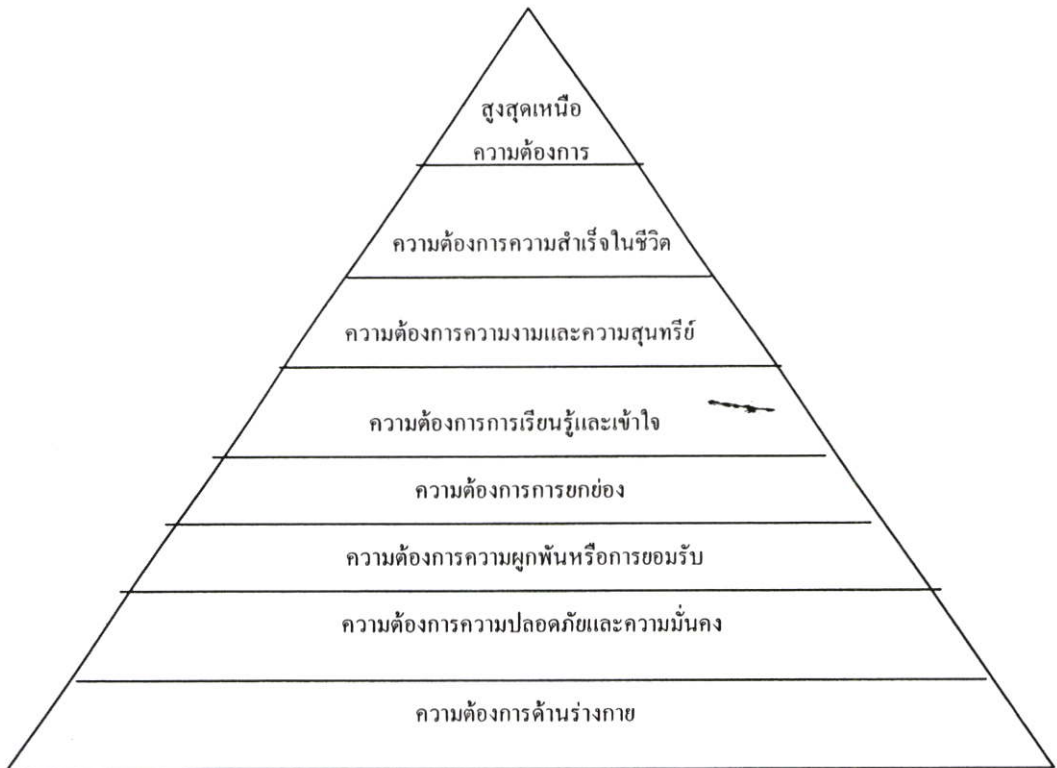 สูงสุดเหนือ
ความต้องการ
ความต้องการความสำเร็จในชีวิต
ความต้องการความงามและความสุนทรีย์
ความต้องการการเรียนรู้และเข้าใจ
ความต้องการการยกย่อง
ความต้องการความผูกพันหรือการยอมรับ
ความต้องการความปลอดภัยและความมั่นคง
ความต้องการด้านร่างกาย